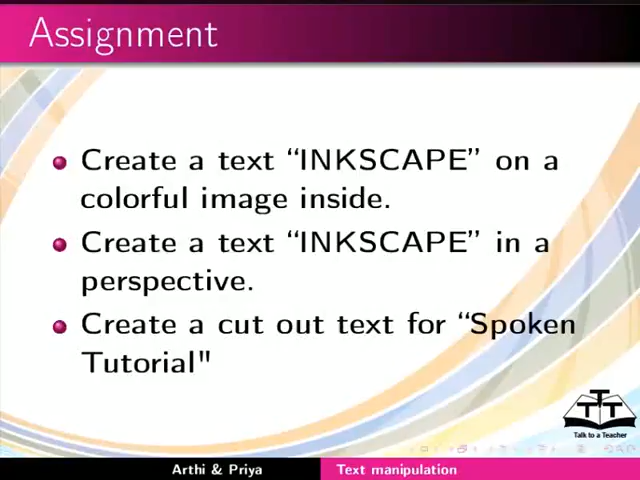 Assignment
Create a text “INKSCAPE” on a
colorful image inside.
Create a text “INKSCAPE” in a
perspective.
Create a cut out text for “Spoken
Tutorial"
TTT
Talk to a Teacher
Arthi & Priya
Text manipulation